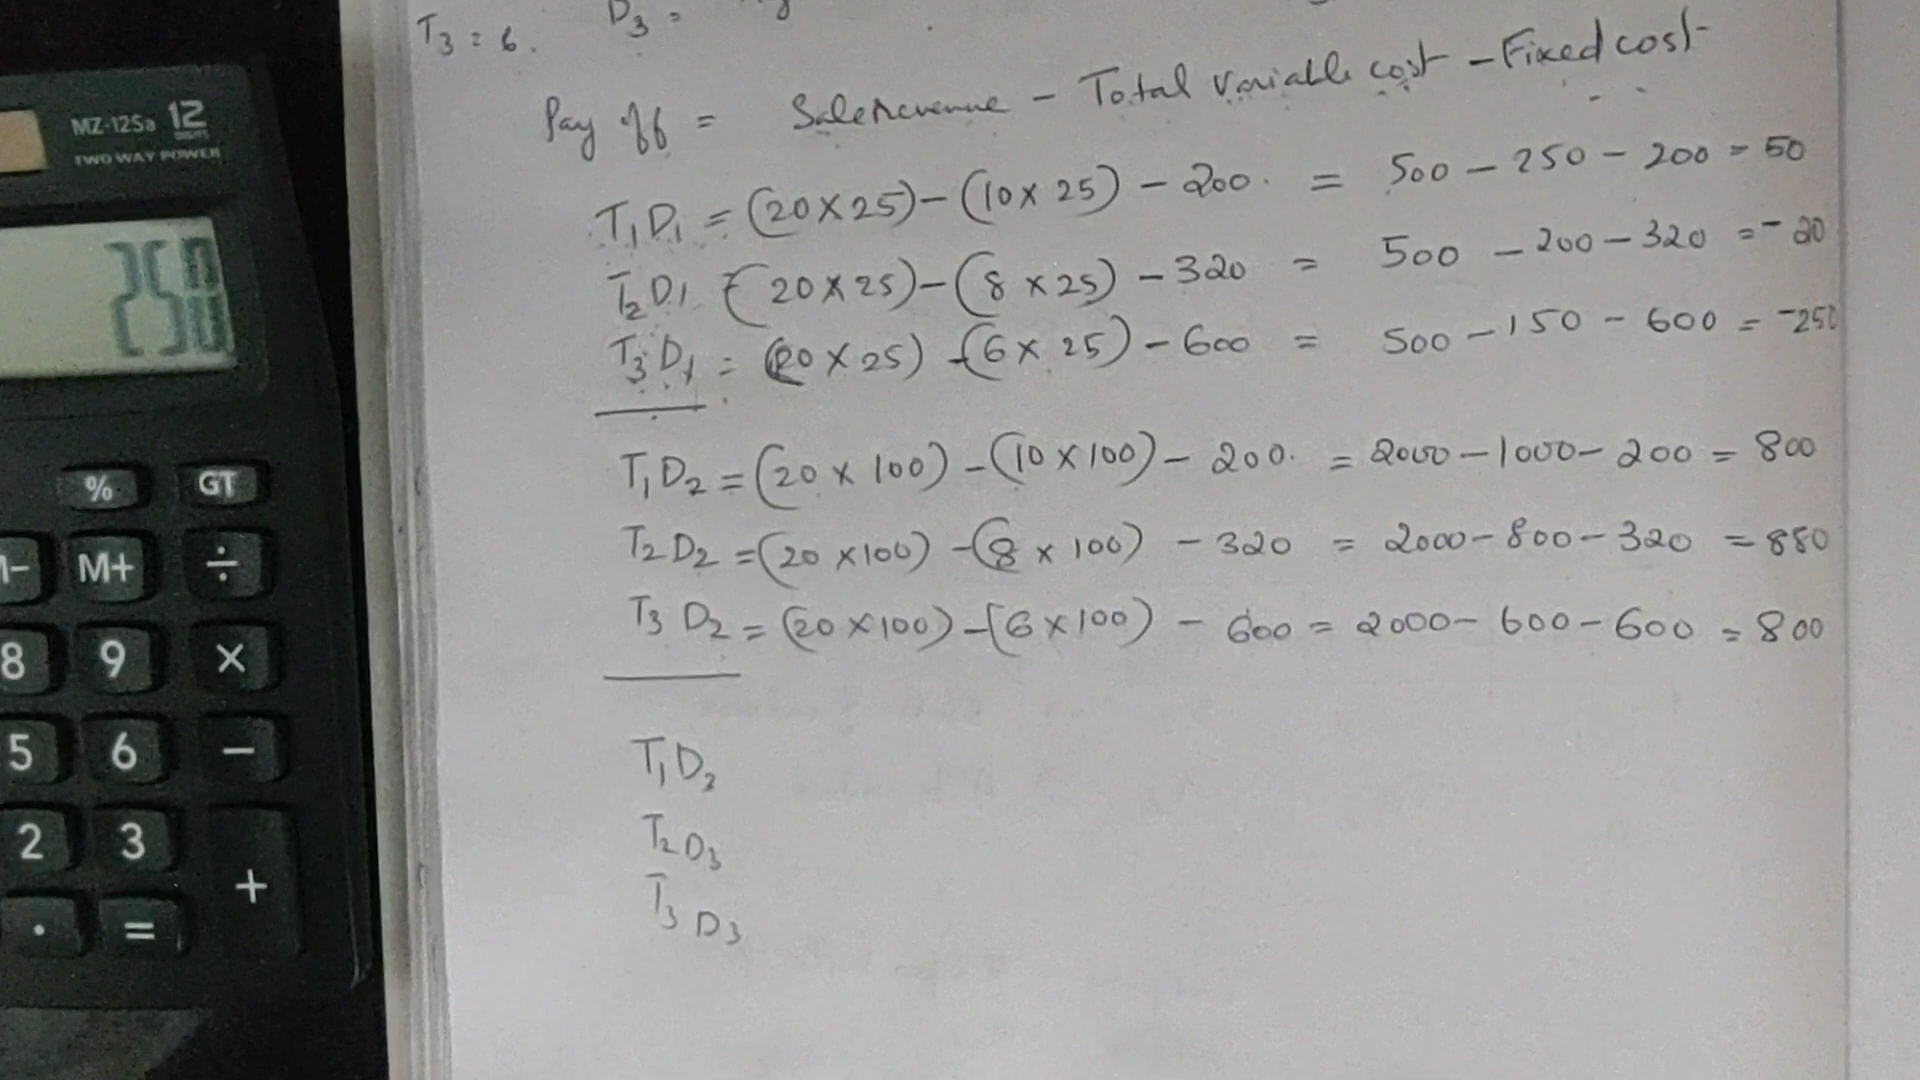 T3 = 6. D3 =
MZ-12Sa 12
DIGITS
TWO WAY POWER
250
% GT
M+ ÷
8 9 ×
5 6 −
2 3 +
. =
Pay off = Salerevenue - Total variable cost - Fixed cost
T1D1 = (20×25)-(10×25) - 200. = 500 - 250 - 200 = 50
T2D1 = (20×25)-(8×25) - 320 = 500 - 200 - 320 = -20
T3D1 = (20×25) -(6×25) - 600 = 500 - 150 - 600 = -250
T1D2 = (20×100) -(10×100) - 200. = 2000 - 1000 - 200 = 800
T2D2 = (20×100) -(8×100) - 320 = 2000 - 800 - 320 = 880
T3D2 = (20×100) -(6×100) - 600 = 2000 - 600 - 600 = 800
T1D3
T2D3
T3D3